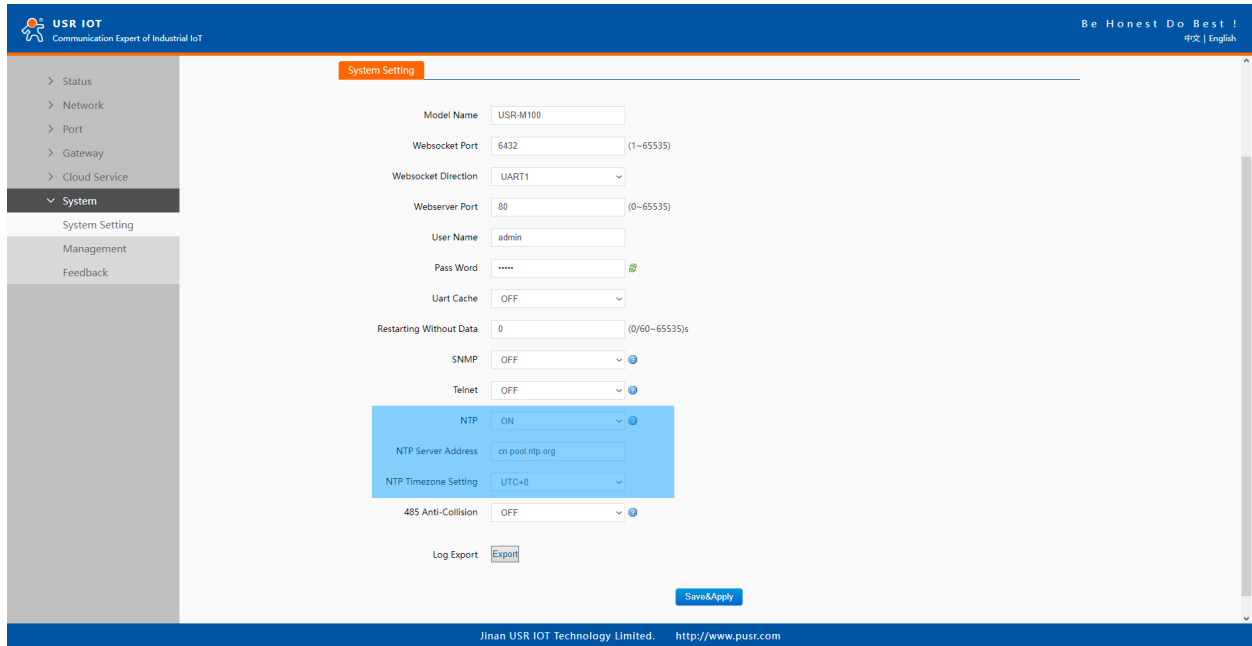 USR IOT
Communication Expert of Industrial IoT
Be Honest Do Best !
中文 | English
Status
Network
Port
Gateway
Cloud Service
System
System Setting
Management
Feedback
System Setting
Model Name USR-M100
Websocket Port 6432 (1~65535)
Websocket Direction UART1
Webserver Port 80 (0~65535)
User Name admin
Pass Word •••••
Uart Cache OFF
Restarting Without Data 0 (0/60~65535)s
SNMP OFF
Telnet OFF
NTP ON
NTP Server Address cn.pool.ntp.org
NTP Timezone Setting UTC+8
485 Anti-Collision OFF
Log Export Export
Save&Apply
Jinan USR IOT Technology Limited. http://www.pusr.com